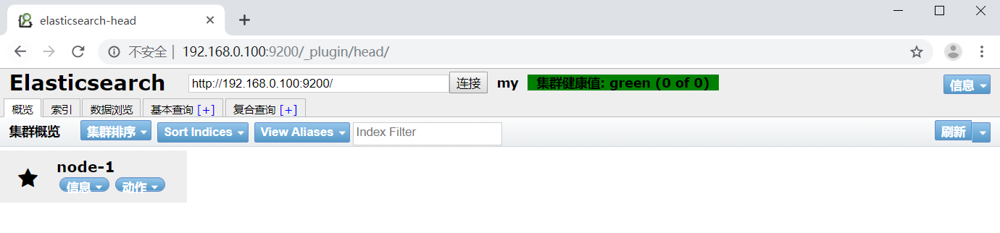 elasticsearch-head
不安全 | 192.168.0.100:9200/_plugin/head/
Elasticsearch http://192.168.0.100:9200/ 连接 my 集群健康值: green (0 of 0) 信息
概览 索引 数据浏览 基本查询 [+] 复合查询 [+]
集群概览 集群排序 Sort Indices View Aliases Index Filter 刷新
node-1
信息 动作